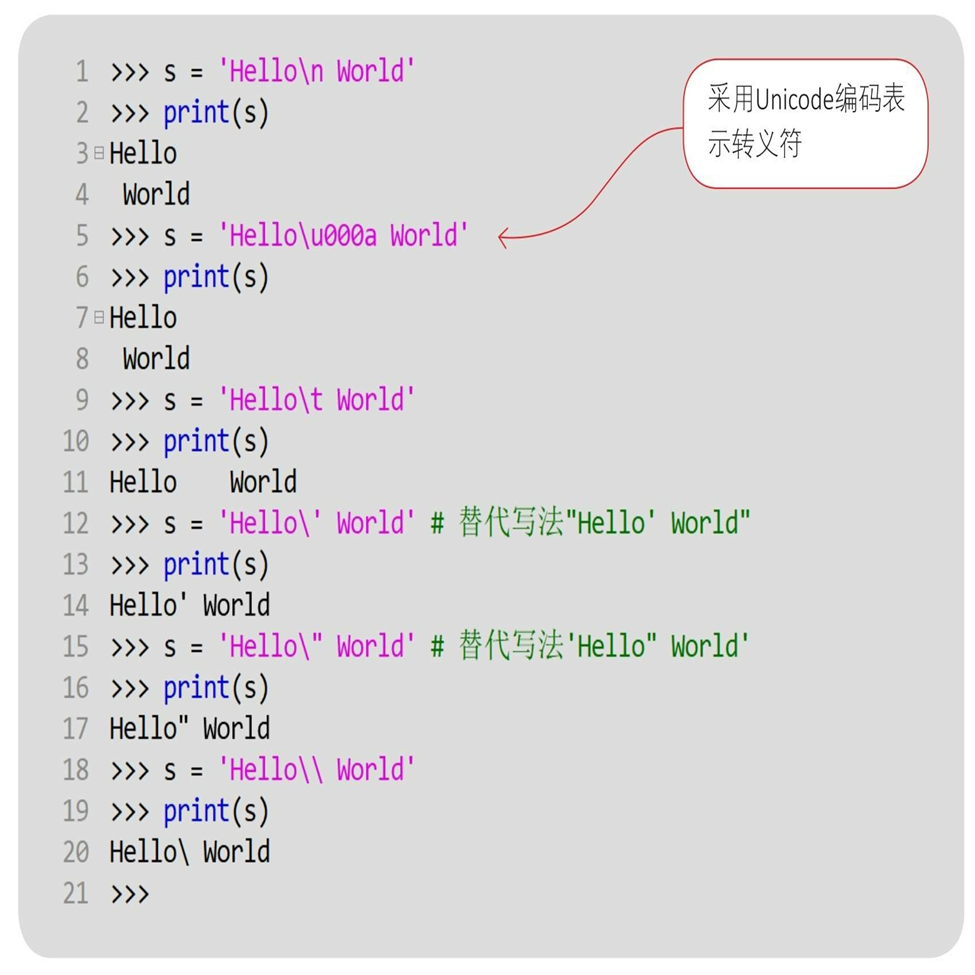 1 >>> s = 'Hello\n World'
2 >>> print(s)
3 Hello
4  World
5 >>> s = 'Hello\u000a World'
6 >>> print(s)
7 Hello
8  World
9 >>> s = 'Hello\t World'
10 >>> print(s)
11 Hello    World
12 >>> s = 'Hello\' World' # 替代写法"Hello' World"
13 >>> print(s)
14 Hello' World
15 >>> s = 'Hello\" World' # 替代写法'Hello" World'
16 >>> print(s)
17 Hello" World
18 >>> s = 'Hello\\ World'
19 >>> print(s)
20 Hello\ World
21 >>>
采用Unicode编码表
示转义符